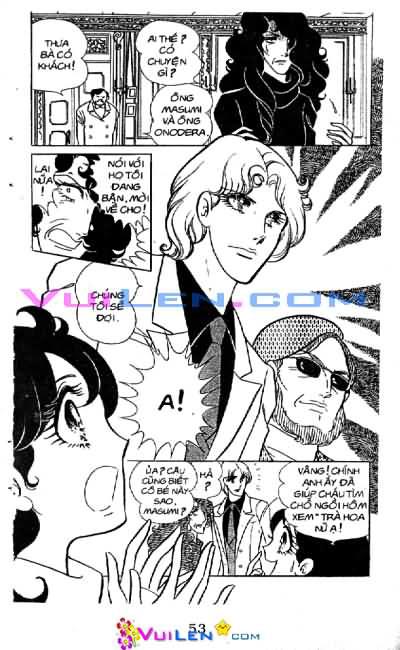 THƯA
BÀ CÓ
KHÁCH!
AI THẾ?
CÓ
CHUYỆN
GÌ?
ÔNG
MASUMI
VÀ ÔNG
ONODERA.
LẠI
NỮA!
NÓI VỚI
HỌ TÔI
ĐANG
BẬN, MỜI
VỀ CHO!
CHÚNG
TÔI SẼ
ĐỢI.
VUILEN.COM
A!
ỦA? CẬU
CŨNG BIẾT
CÔ BÉ NÀY
SAO,
MASUMI?
HẢ
?
VÂNG! CHÍNH
ANH ẤY ĐÃ
GIÚP CHÁU TÌM
CHỖ NGỒI HÔM
XEM "TRÀ HOA
NỮ Ạ!
53
VUILEN.COM